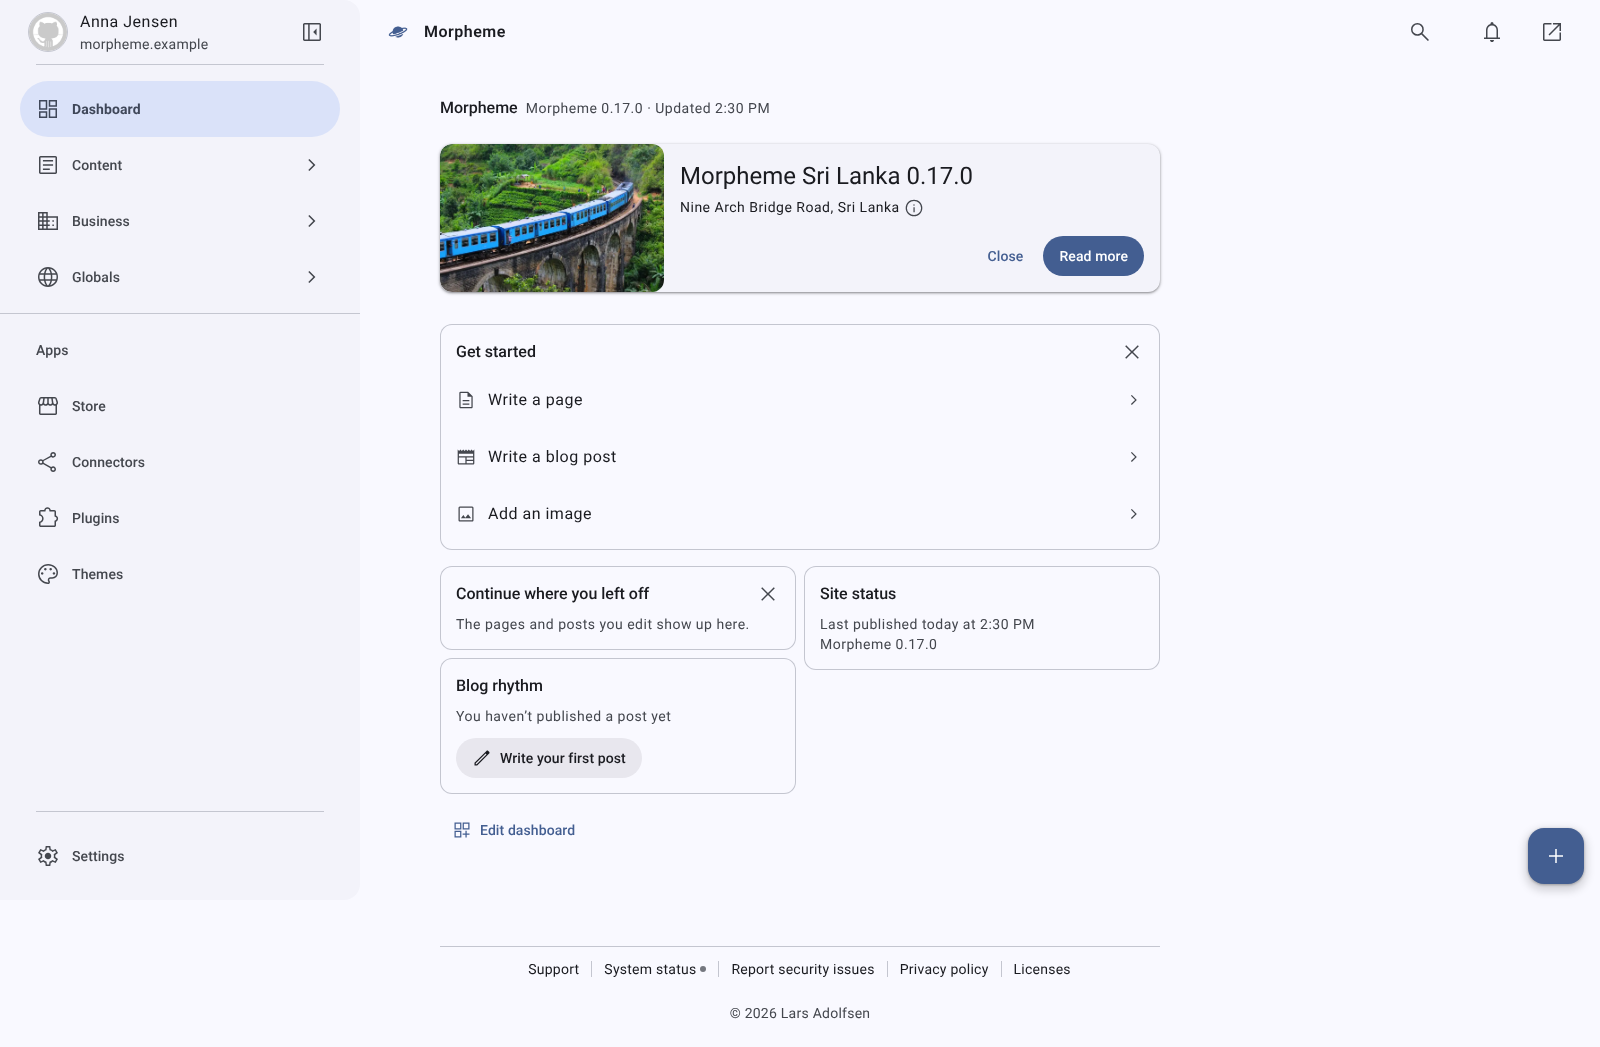 Anna Jensen
morpheme.example
Dashboard
Content
Business
Globals
Apps
Store
Connectors
Plugins
Themes
Settings
Morpheme
Morpheme Morpheme 0.17.0 · Updated 2:30 PM
Morpheme Sri Lanka 0.17.0
Nine Arch Bridge Road, Sri Lanka
Close Read more
Get started
Write a page
Write a blog post
Add an image
Continue where you left off
The pages and posts you edit show up here.
Site status
Last published today at 2:30 PM
Morpheme 0.17.0
Blog rhythm
You haven’t published a post yet
Write your first post
Edit dashboard
Support System status Report security issues Privacy policy Licenses
© 2026 Lars Adolfsen